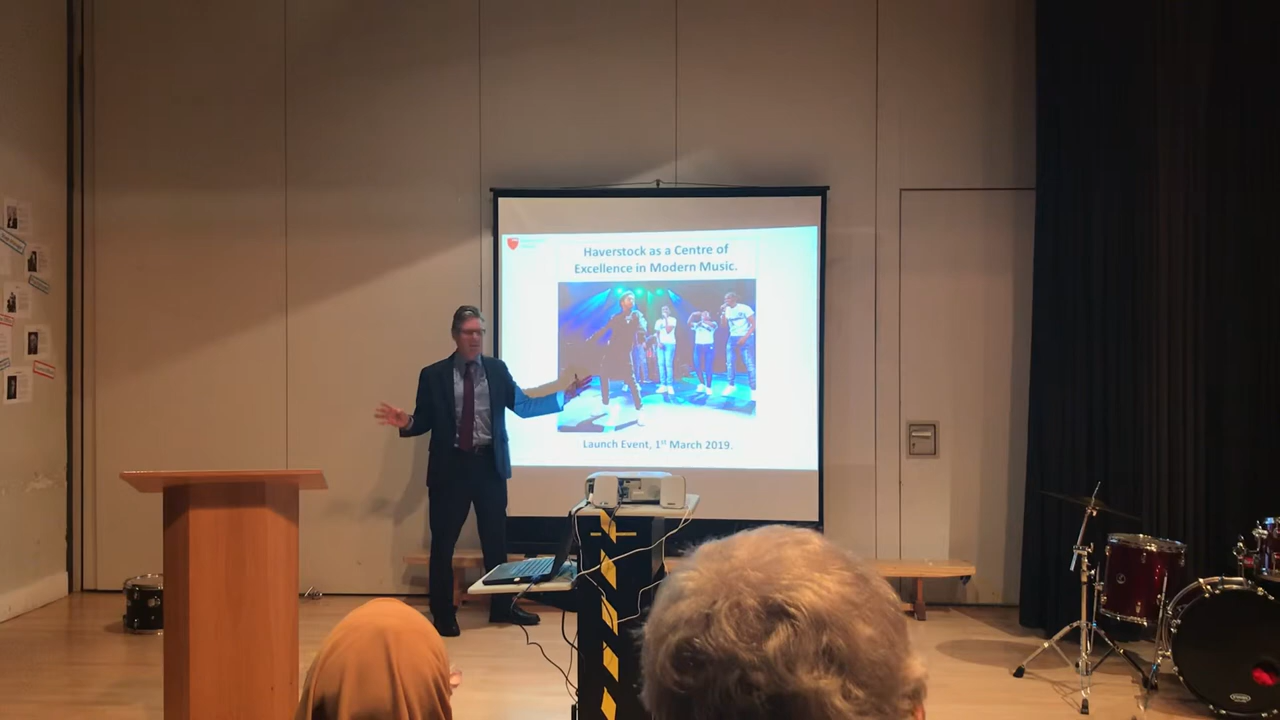 Haverstock as a Centre of
Excellence in Modern Music.
Launch Event, 1st March 2019.